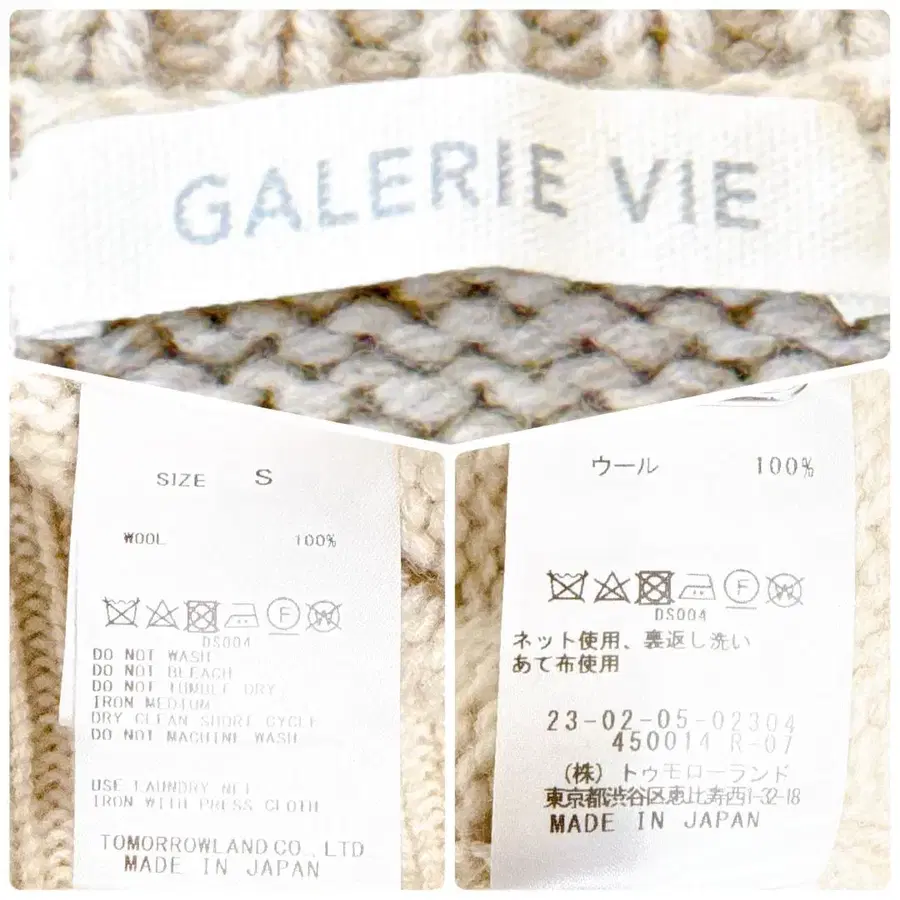 GALERIE VIE
SIZE S
WOOL 100%
F W
DS004
DO NOT WASH
DO NOT BLEACH
DO NOT TUMBLE DRY
IRON MEDIUM
DRY CLEAN SHORT CYCLE
DO NOT MACHINE WASH
USE LAUNDRY NET
IRON WITH PRESS CLOTH
TOMORROWLAND CO., LTD
MADE IN JAPAN
ウール 100%
F W
DS004
ネット使用、裏返し洗い
あて布使用
23-02-05-02304
450014 R-07
(株) トゥモローランド
東京都渋谷区恵比寿西1-32-18
MADE IN JAPAN